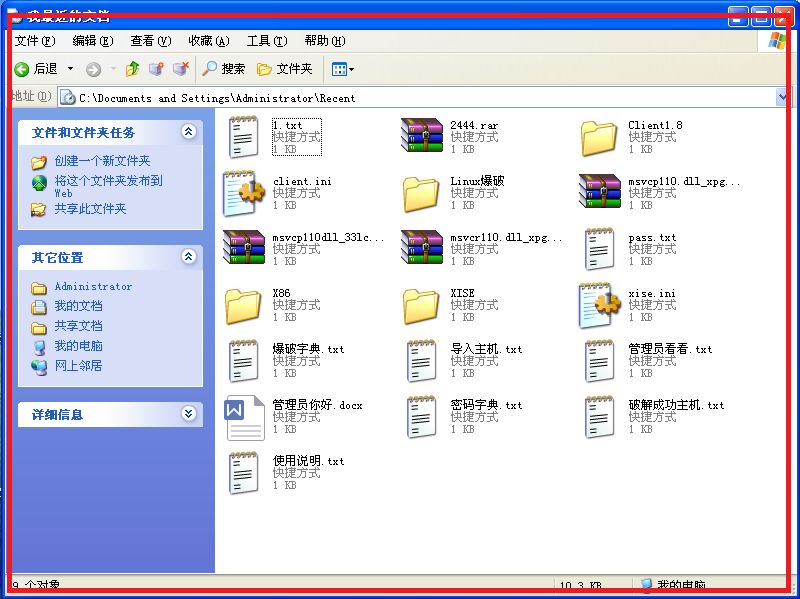 我最近的文档
文件(F) 编辑(E) 查看(V) 收藏(A) 工具(T) 帮助(H)
后退 搜索 文件夹
地址(D) C:\Documents and Settings\Administrator\Recent
文件和文件夹任务
创建一个新文件夹
将这个文件夹发布到
Web
共享此文件夹
其它位置
Administrator
我的文档
共享文档
我的电脑
网上邻居
详细信息
1.txt
快捷方式
1 KB
2444.rar
快捷方式
1 KB
Client1.8
快捷方式
1 KB
client.ini
快捷方式
1 KB
Linux爆破
快捷方式
1 KB
msvcp110.dll_xpg...
快捷方式
1 KB
msvcp110dll_33lc...
快捷方式
1 KB
msvcr110.dll_xpg...
快捷方式
1 KB
pass.txt
快捷方式
1 KB
X86
快捷方式
1 KB
XISE
快捷方式
1 KB
xise.ini
快捷方式
1 KB
爆破字典.txt
快捷方式
1 KB
导入主机.txt
快捷方式
1 KB
管理员看看.txt
快捷方式
1 KB
管理员你好.docx
快捷方式
1 KB
密码字典.txt
快捷方式
1 KB
破解成功主机.txt
快捷方式
1 KB
使用说明.txt
快捷方式
1 KB
9 个对象 10.3 KB 我的电脑